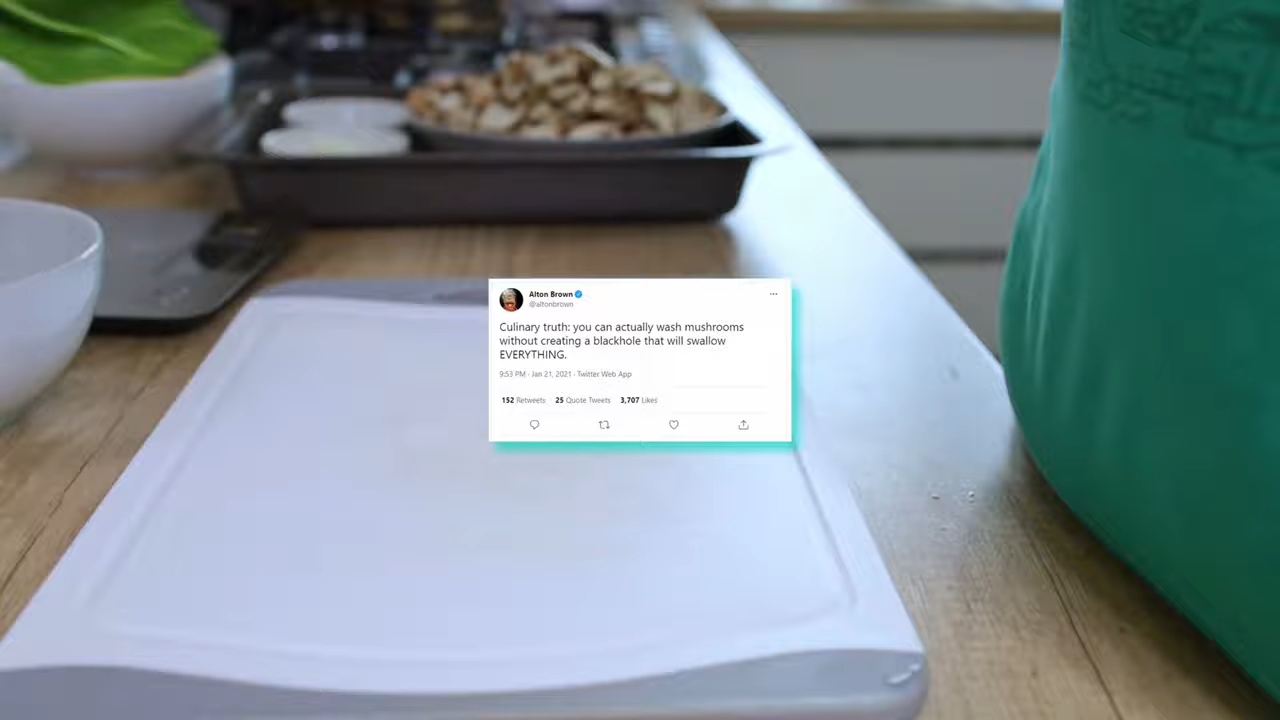 Alton Brown
@altonbrown
Culinary truth: you can actually wash mushrooms
without creating a blackhole that will swallow
EVERYTHING.
9:53 PM · Jan 21, 2021 · Twitter Web App
152 Retweets 25 Quote Tweets 3,707 Likes